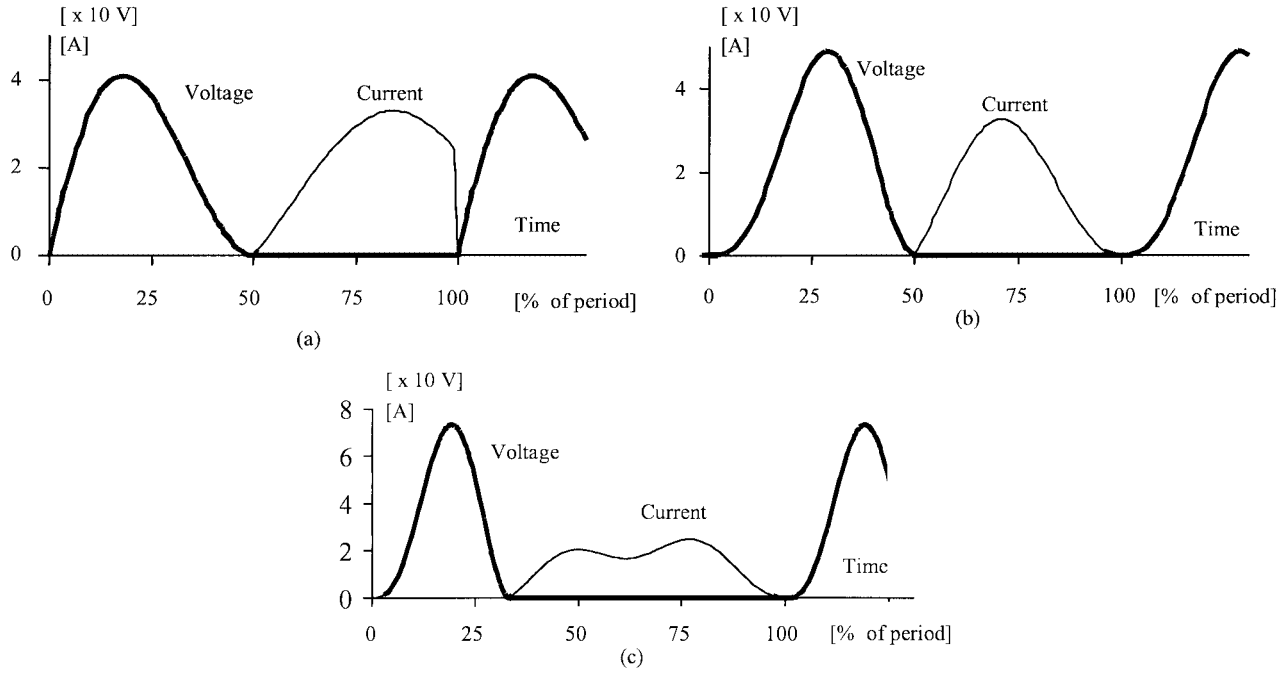 [ x 10 V]
[A]
4
2
0
Voltage
Current
Time
0 25 50 75 100 [% of period]
(a)
[ x 10 V]
[A]
4
2
0
Voltage
Current
Time
0 25 50 75 100 [% of period]
(b)
[ x 10 V]
[A]
8
6
4
2
0
Voltage
Current
Time
0 25 50 75 100 [% of period]
(c)